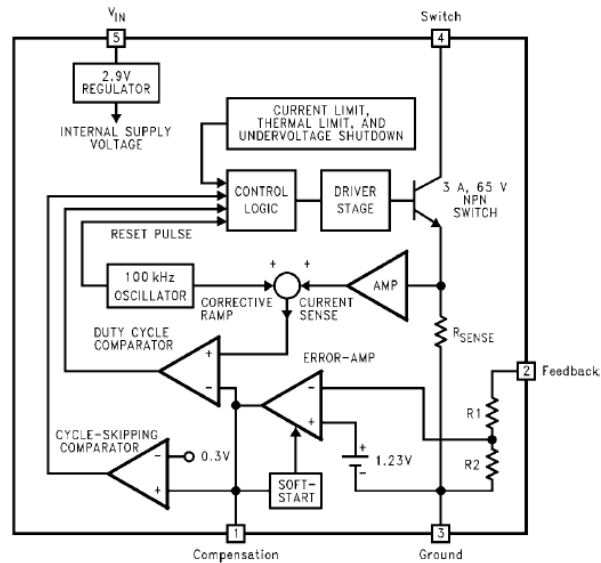 VIN
Switch
5
4
2.9V
REGULATOR
INTERNAL SUPPLY
VOLTAGE
CURRENT LIMIT,
THERMAL LIMIT, AND
UNDERVOLTAGE SHUTDOWN
CONTROL
LOGIC
DRIVER
STAGE
3 A, 65 V
NPN
SWITCH
RESET PULSE
100 kHz
OSCILLATOR
+
+
CORRECTIVE
RAMP
CURRENT
SENSE
AMP
RSENSE
DUTY CYCLE
COMPARATOR
+
-
ERROR-AMP
-
+
2
Feedback
R1
R2
CYCLE-SKIPPING
COMPARATOR
-
0.3V
+
SOFT-
START
+
1.23V
-
1
3
Compensation
Ground